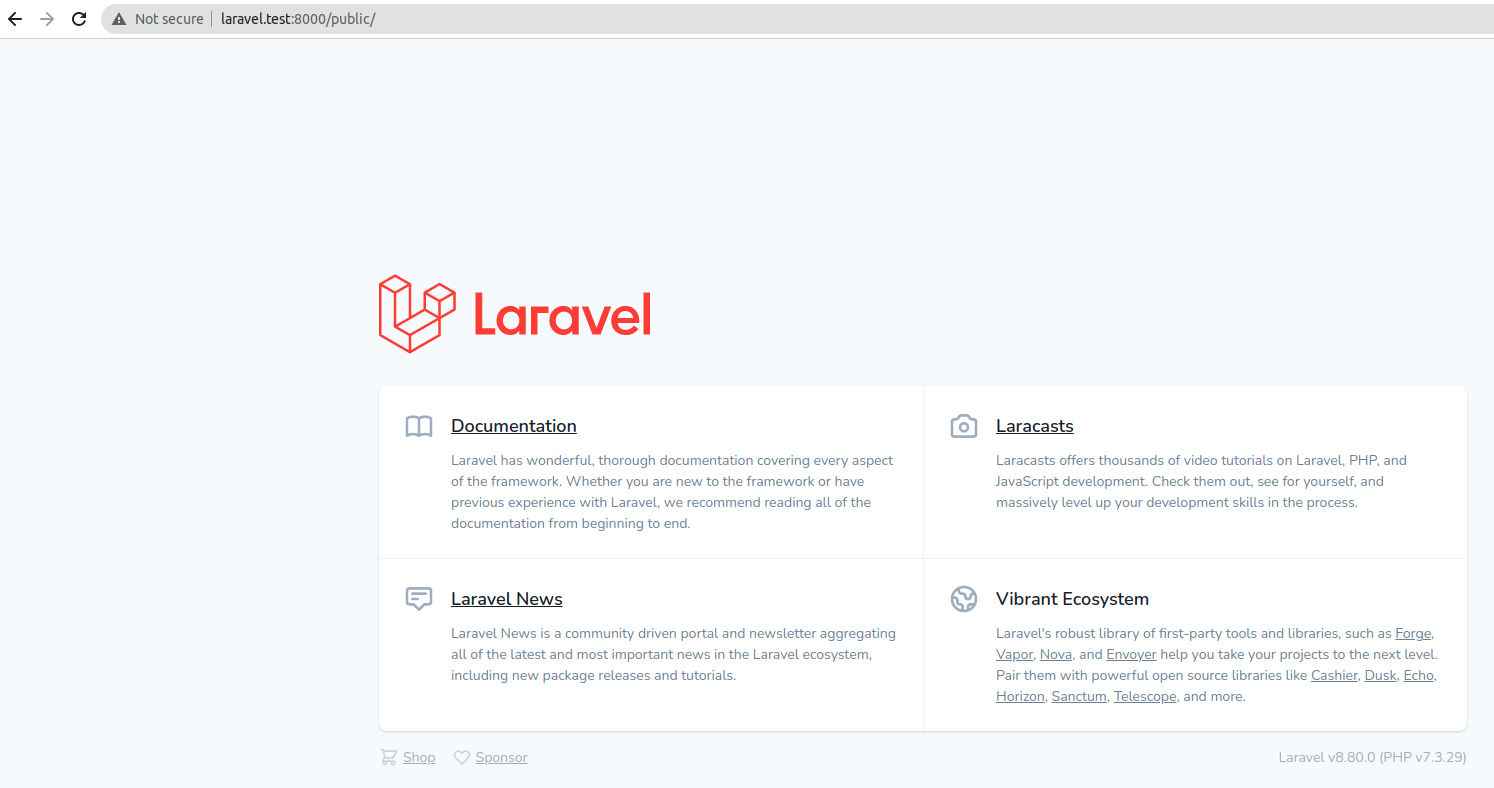 Not secure | laravel.test:8000/public/
Laravel
Documentation
Laravel has wonderful, thorough documentation covering every aspect
of the framework. Whether you are new to the framework or have
previous experience with Laravel, we recommend reading all of the
documentation from beginning to end.
Laracasts
Laracasts offers thousands of video tutorials on Laravel, PHP, and
JavaScript development. Check them out, see for yourself, and
massively level up your development skills in the process.
Laravel News
Laravel News is a community driven portal and newsletter aggregating
all of the latest and most important news in the Laravel ecosystem,
including new package releases and tutorials.
Vibrant Ecosystem
Laravel's robust library of first-party tools and libraries, such as Forge,
Vapor, Nova, and Envoyer help you take your projects to the next level.
Pair them with powerful open source libraries like Cashier, Dusk, Echo,
Horizon, Sanctum, Telescope, and more.
Shop Sponsor
Laravel v8.80.0 (PHP v7.3.29)